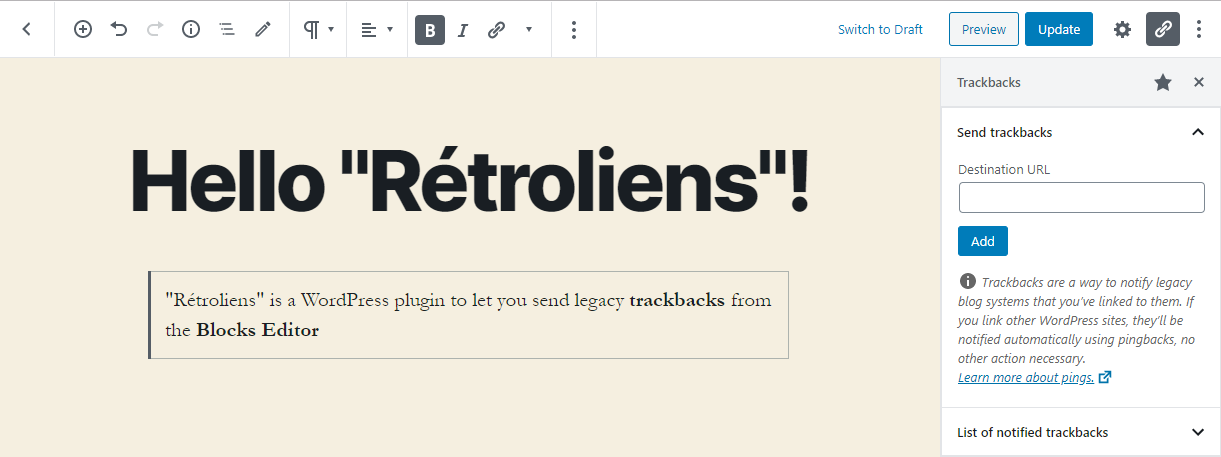 B I
Switch to Draft Preview Update
Trackbacks
Send trackbacks
Destination URL
Add
Hello "Rétroliens"!
"Rétroliens" is a WordPress plugin to let you send legacy trackbacks from
the Blocks Editor
Trackbacks are a way to notify legacy
blog systems that you've linked to them. If
you link other WordPress sites, they'll be
notified automatically using pingbacks, no
other action necessary.
Learn more about pings.
List of notified trackbacks